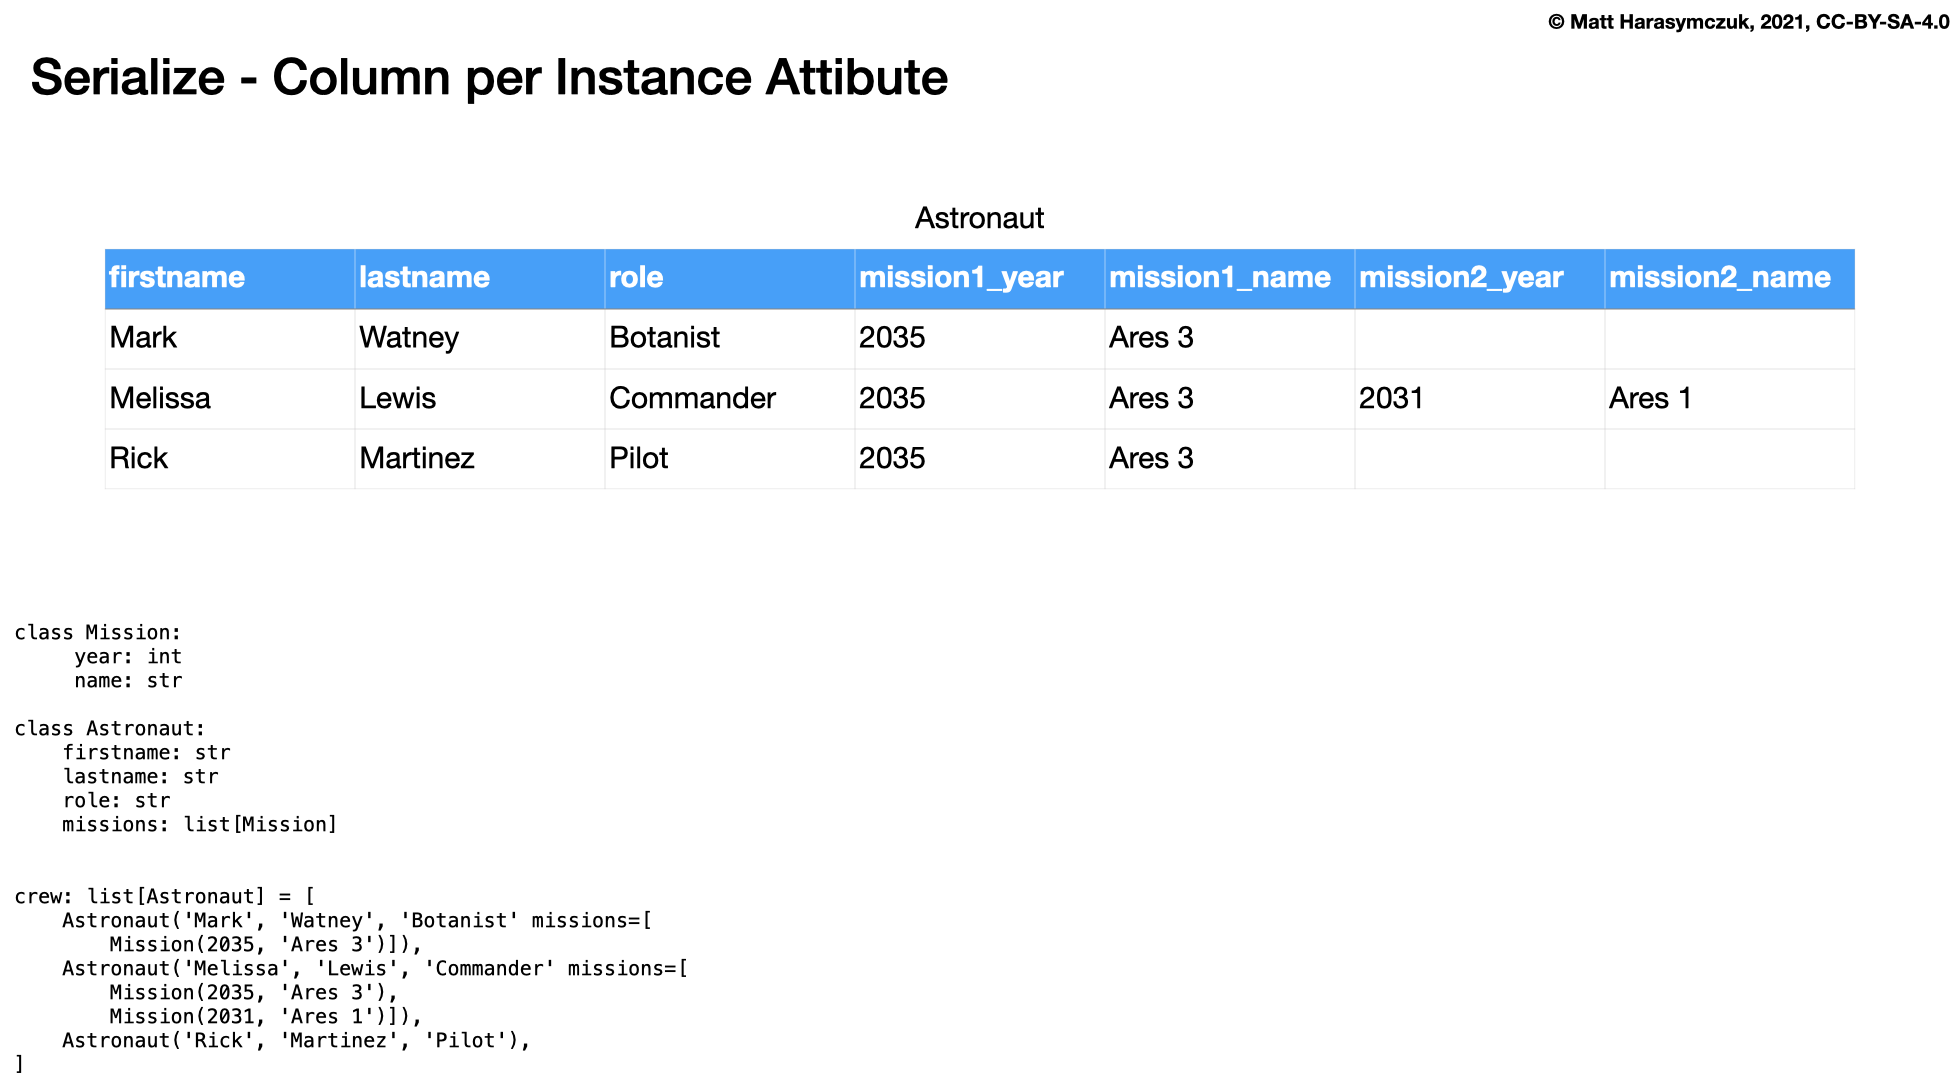 © Matt Harasymczuk, 2021, CC-BY-SA-4.0
Serialize - Column per Instance Attibute
Astronaut
firstname lastname role mission1_year mission1_name mission2_year mission2_name
Mark Watney Botanist 2035 Ares 3
Melissa Lewis Commander 2035 Ares 3 2031 Ares 1
Rick Martinez Pilot 2035 Ares 3
class Mission:
     year: int
     name: str
class Astronaut:
    firstname: str
    lastname: str
    role: str
    missions: list[Mission]
crew: list[Astronaut] = [
    Astronaut('Mark', 'Watney', 'Botanist' missions=[
        Mission(2035, 'Ares 3')]),
    Astronaut('Melissa', 'Lewis', 'Commander' missions=[
        Mission(2035, 'Ares 3'),
        Mission(2031, 'Ares 1')]),
    Astronaut('Rick', 'Martinez', 'Pilot'),
]